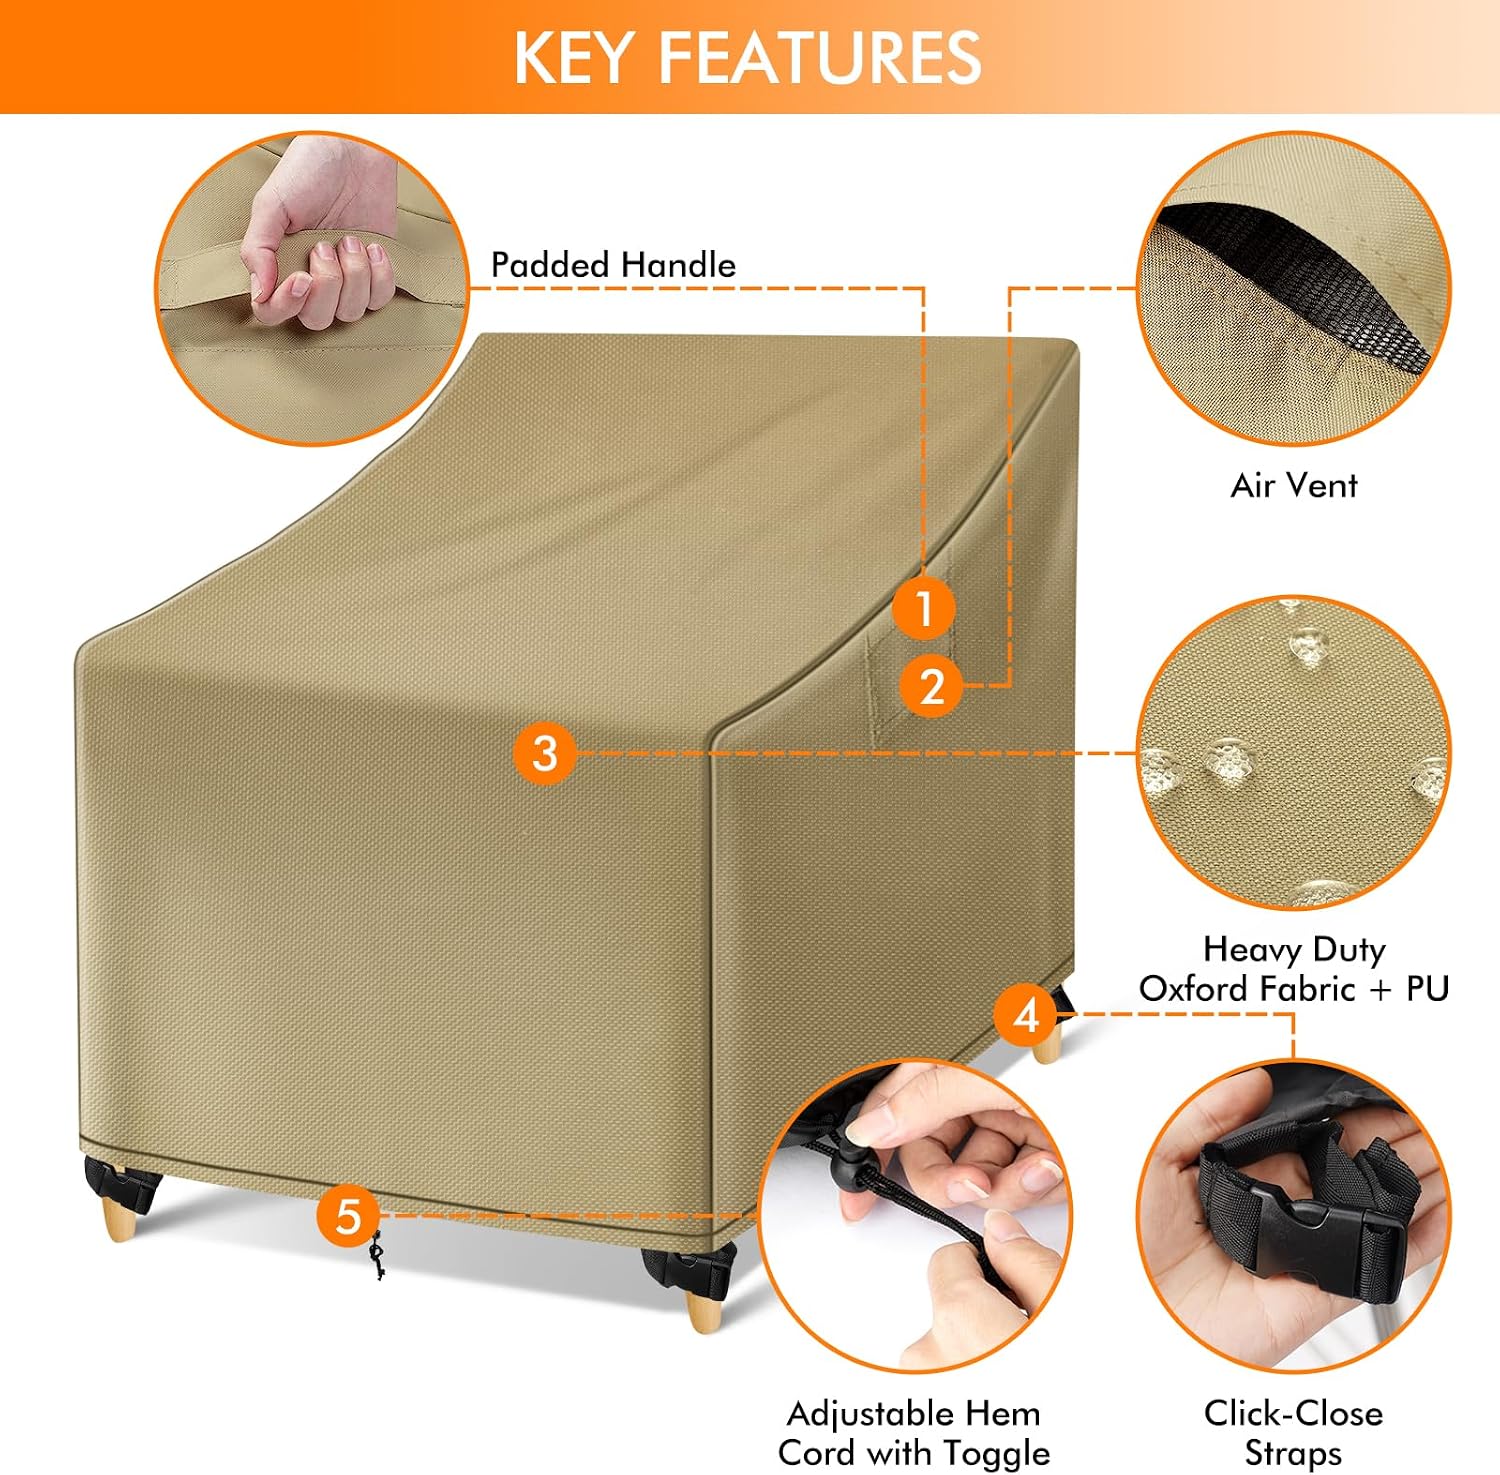 KEY FEATURES
Padded Handle
Air Vent
1
2
3
Heavy Duty
Oxford Fabric + PU
4
5
Adjustable Hem
Cord with Toggle
Click-Close
Straps